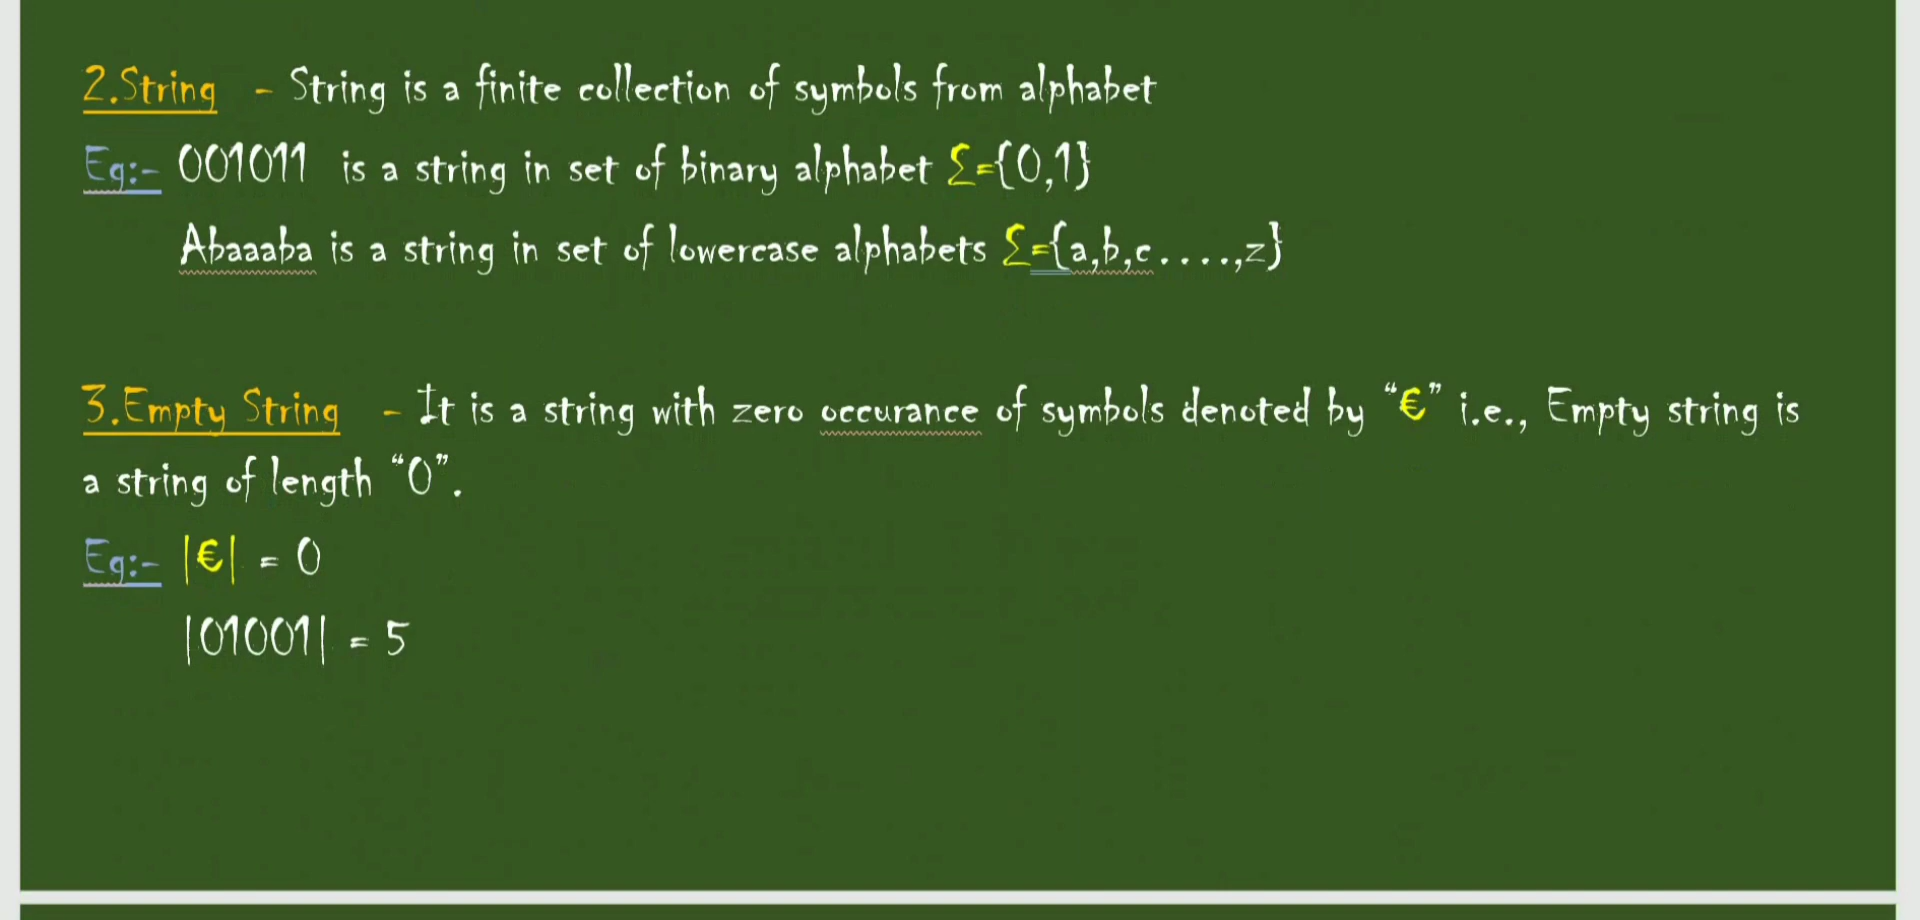 2.String - String is a finite collection of symbols from alphabet
Eg:- 001011 is a string in set of binary alphabet Σ={0,1}
Abaaaba is a string in set of lowercase alphabets Σ={a,b,c....,z}
3.Empty String - It is a string with zero occurance of symbols denoted by “€” i.e., Empty string is
a string of length “0”.
Eg:- |€| = 0
|01001| = 5